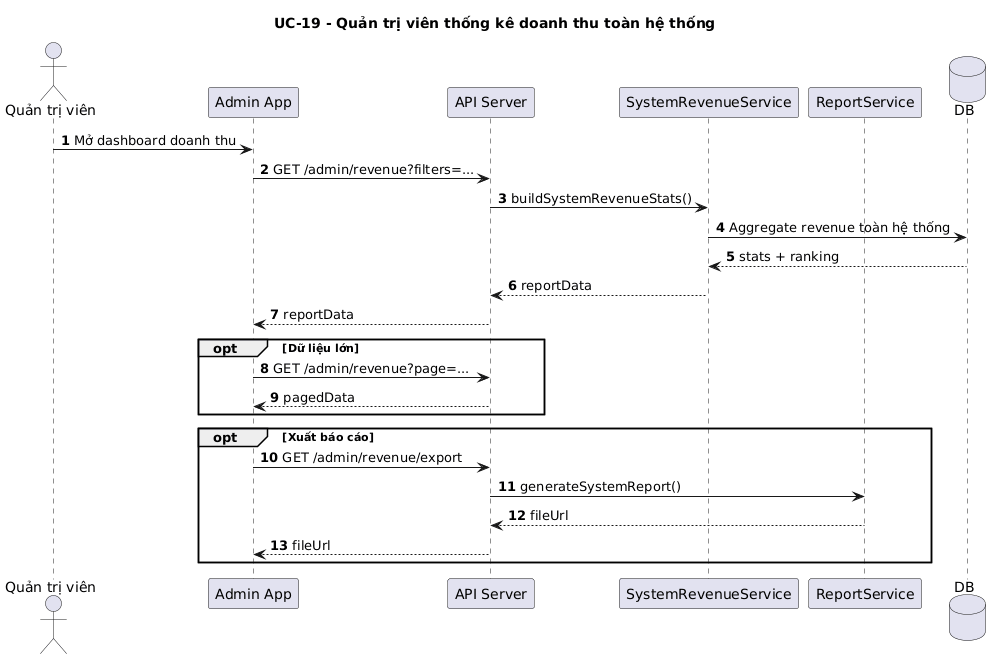 UC-19 - Quản trị viên thống kê doanh thu toàn hệ thống
Quản trị viên
Admin App
API Server
SystemRevenueService
ReportService
DB
1 Mở dashboard doanh thu
2 GET /admin/revenue?filters=...
3 buildSystemRevenueStats()
4 Aggregate revenue toàn hệ thống
5 stats + ranking
6 reportData
7 reportData
opt [Dữ liệu lớn]
8 GET /admin/revenue?page=...
9 pagedData
opt [Xuất báo cáo]
10 GET /admin/revenue/export
11 generateSystemReport()
12 fileUrl
13 fileUrl
Quản trị viên
Admin App
API Server
SystemRevenueService
ReportService
DB